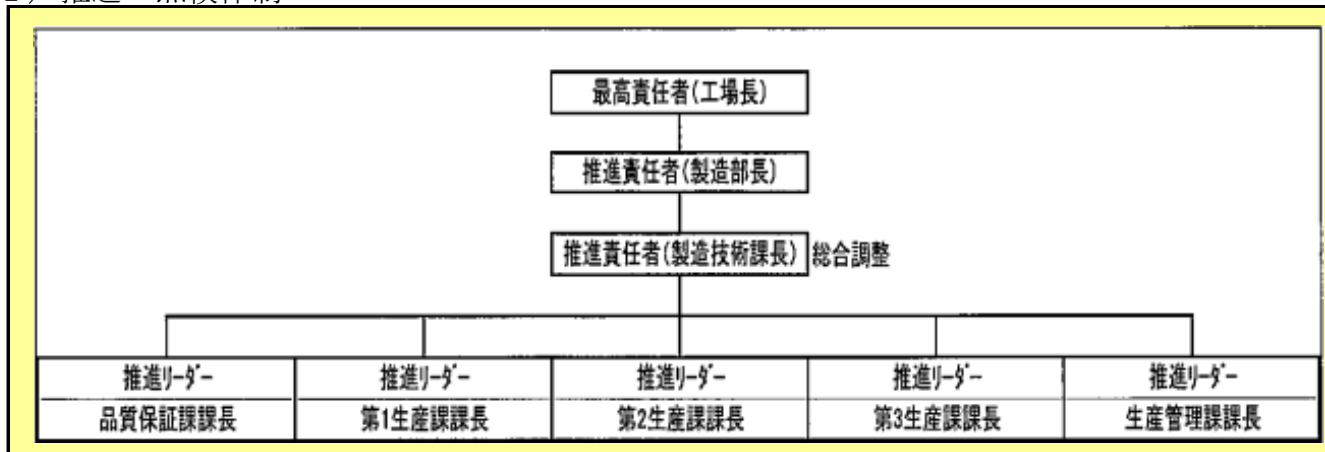 最高責任者(工場長)
推進責任者(製造部長)
推進責任者(製造技術課長) 総合調整
推進リーダー 推進リーダー 推進リーダー 推進リーダー 推進リーダー
品質保証課課長 第1生産課課長 第2生産課課長 第3生産課課長 生産管理課課長